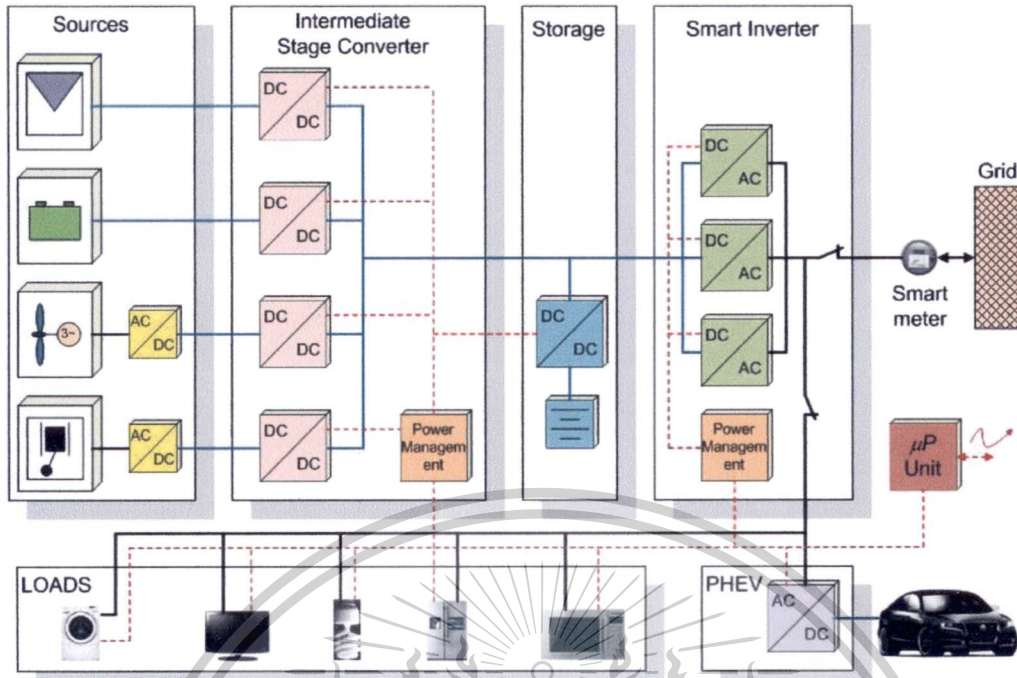 Sources
Intermediate
Stage Converter
Storage
Smart Inverter
DC
DC
DC
AC
DC
DC
Grid
DC
AC
3~
AC
DC
DC
DC
DC
DC
Smart
meter
DC
AC
AC
DC
DC
DC
Power
Managem
ent
Power
Managem
ent
μP
Unit
LOADS
PHEV
AC
DC